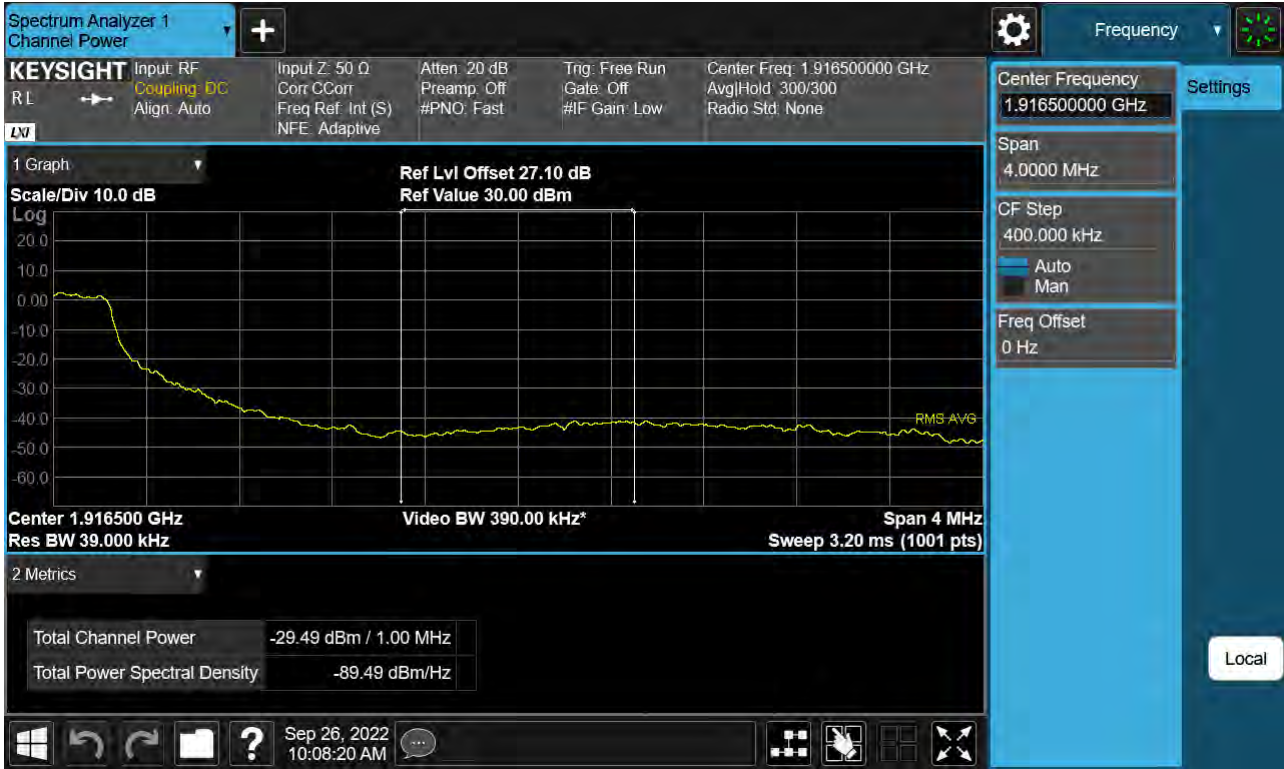 Spectrum Analyzer 1
Channel Power
Frequency
KEYSIGHT
R L
LXI
Input: RF
Coupling: DC
Align: Auto
Input Z: 50 Ω
Corr CCorr
Freq Ref: Int (S)
NFE: Adaptive
Atten: 20 dB
Preamp: Off
#PNO: Fast
Trig: Free Run
Gate: Off
#IF Gain: Low
Center Freq: 1.916500000 GHz
Avg|Hold: 300/300
Radio Std: None
1 Graph
Scale/Div 10.0 dB
Ref Lvl Offset 27.10 dB
Ref Value 30.00 dBm
Log
20.0
10.0
0.00
-10.0
-20.0
-30.0
-40.0
-50.0
-60.0
RMS AVG
Center 1.916500 GHz
Res BW 39.000 kHz
Video BW 390.00 kHz*
Span 4 MHz
Sweep 3.20 ms (1001 pts)
2 Metrics
Total Channel Power -29.49 dBm / 1.00 MHz
Total Power Spectral Density -89.49 dBm/Hz
Center Frequency
1.916500000 GHz
Span
4.0000 MHz
CF Step
400.000 kHz
Auto
Man
Freq Offset
0 Hz
Settings
Local
?
Sep 26, 2022
10:08:20 AM